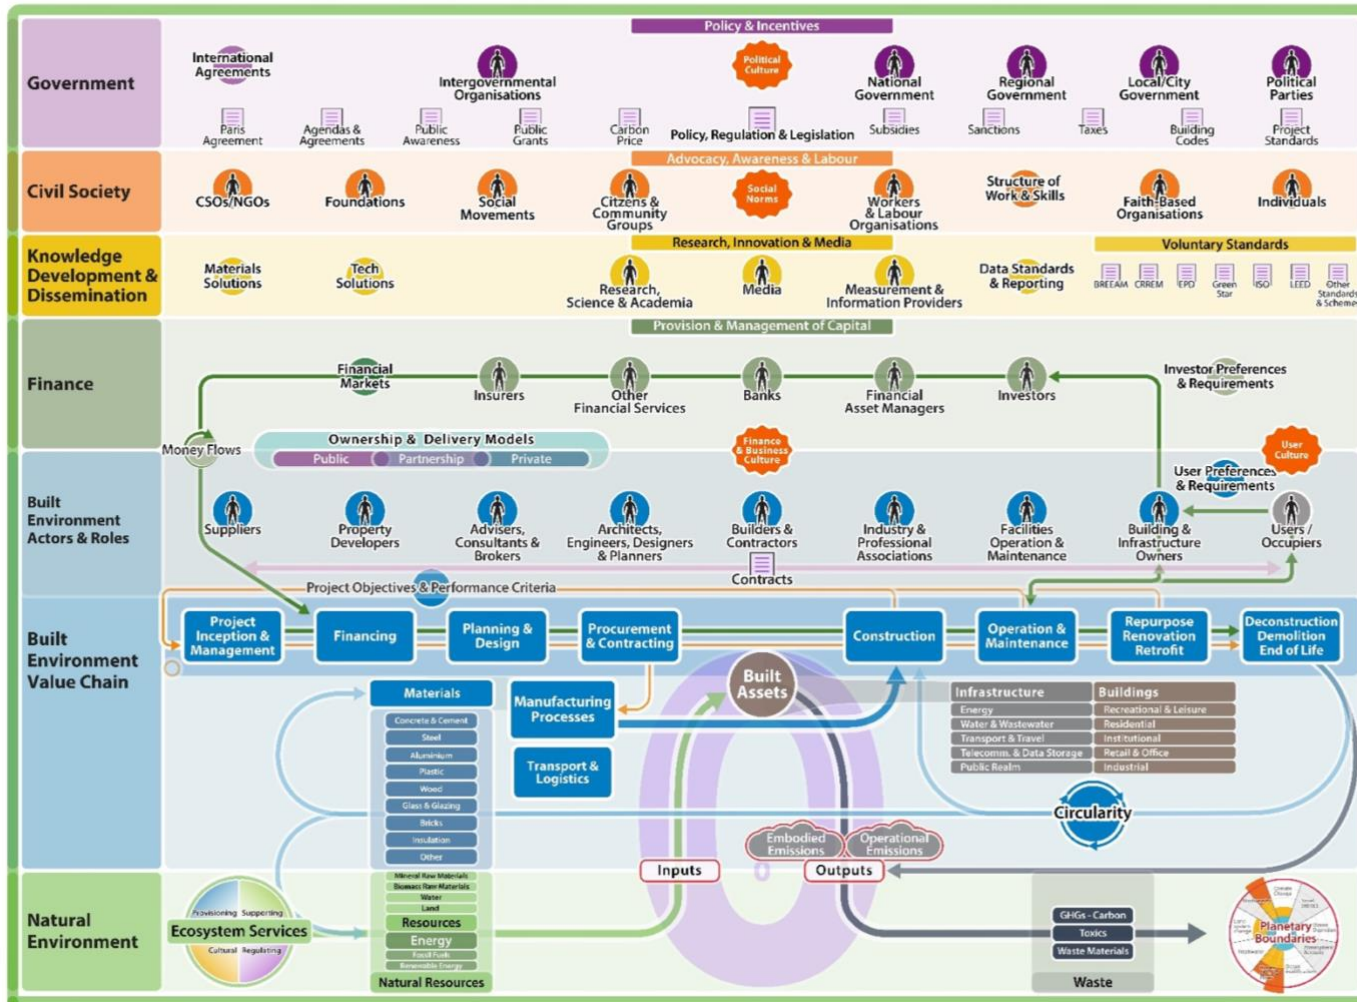 Policy & Incentives
Government
International
Agreements
Intergovernmental
Organisations
Political
Culture
National
Government
Regional
Government
Local/City
Government
Political
Parties
Paris
Agreement
Agendas &
Agreements
Public
Awareness
Public
Grants
Carbon
Price
Policy, Regulation & Legislation
Subsidies
Sanctions
Taxes
Building
Codes
Project
Standards
Advocacy, Awareness & Labour
Civil Society
CSOs/NGOs
Foundations
Social
Movements
Citzens &
Community
Groups
Social
Norms
Workers
& Labour
Organisations
Structure of
Work & Skills
Faith-Based
Organisations
Individuals
Knowledge
Development &
Dissemination
Research, Innovation & Media
Voluntary Standards
Materials
Solutions
Tech
Solutions
Research,
Science & Academia
Media
Measurement &
Information Providers
Data Standards
& Reporting
BREEAM
CRREM
EPD
Green
Star
ISO
LEED
Other
Standards
& Scheme
Provision & Management of Capital
Finance
Financial
Markets
Insurers
Other
Financial Services
Banks
Financial
Asset Managers
Investors
Investor Preferences
& Requirements
Money Flows
Ownership & Delivery Models
Public
Partnership
Private
Finance
& Business
Culture
User
Culture
Built
Environment
Actors & Roles
User Preferences
& Requirements
Suppliers
Property
Developers
Advisers,
Consultants &
Brokers
Architects,
Engineers, Designers
& Planners
Builders &
Contractors
Industry &
Professional
Associations
Facilities
Operation &
Maintenance
Building &
Infrastructure
Owners
Users /
Occupiers
Contracts
Project Objectives & Performance Criteria
Built
Environment
Value Chain
Project
Inception &
Management
Financing
Planning &
Design
Procurement
& Contracting
Construction
Operation &
Maintenance
Repurpose
Renovation
Retrofit
Deconstruction
Demolition
End of Life
Materials
Concrete & Cement
Steel
Aluminium
Plastic
Wood
Glass & Glazing
Bricks
Insulation
Other
Manufacturing
Processes
Transport &
Logistics
Built
Assets
Infrastructure
Energy
Water & Wastewater
Transport & Travel
Telecomm. & Data Storage
Public Realm
Buildings
Recreational & Leisure
Residential
Institutional
Retail & Office
Industrial
Circularity
Embodied
Emissions
Operational
Emissions
Inputs
Outputs
Natural
Environment
Provisioning
Supporting
Ecosystem Services
Cultural
Regulating
Mineral Raw Materials
Biomass Raw Materials
Water
Land
Resources
Energy
Fossil Fuels
Renewable Energy
Natural Resources
GHGs - Carbon
Toxics
Waste Materials
Waste
Planetary
Boundaries